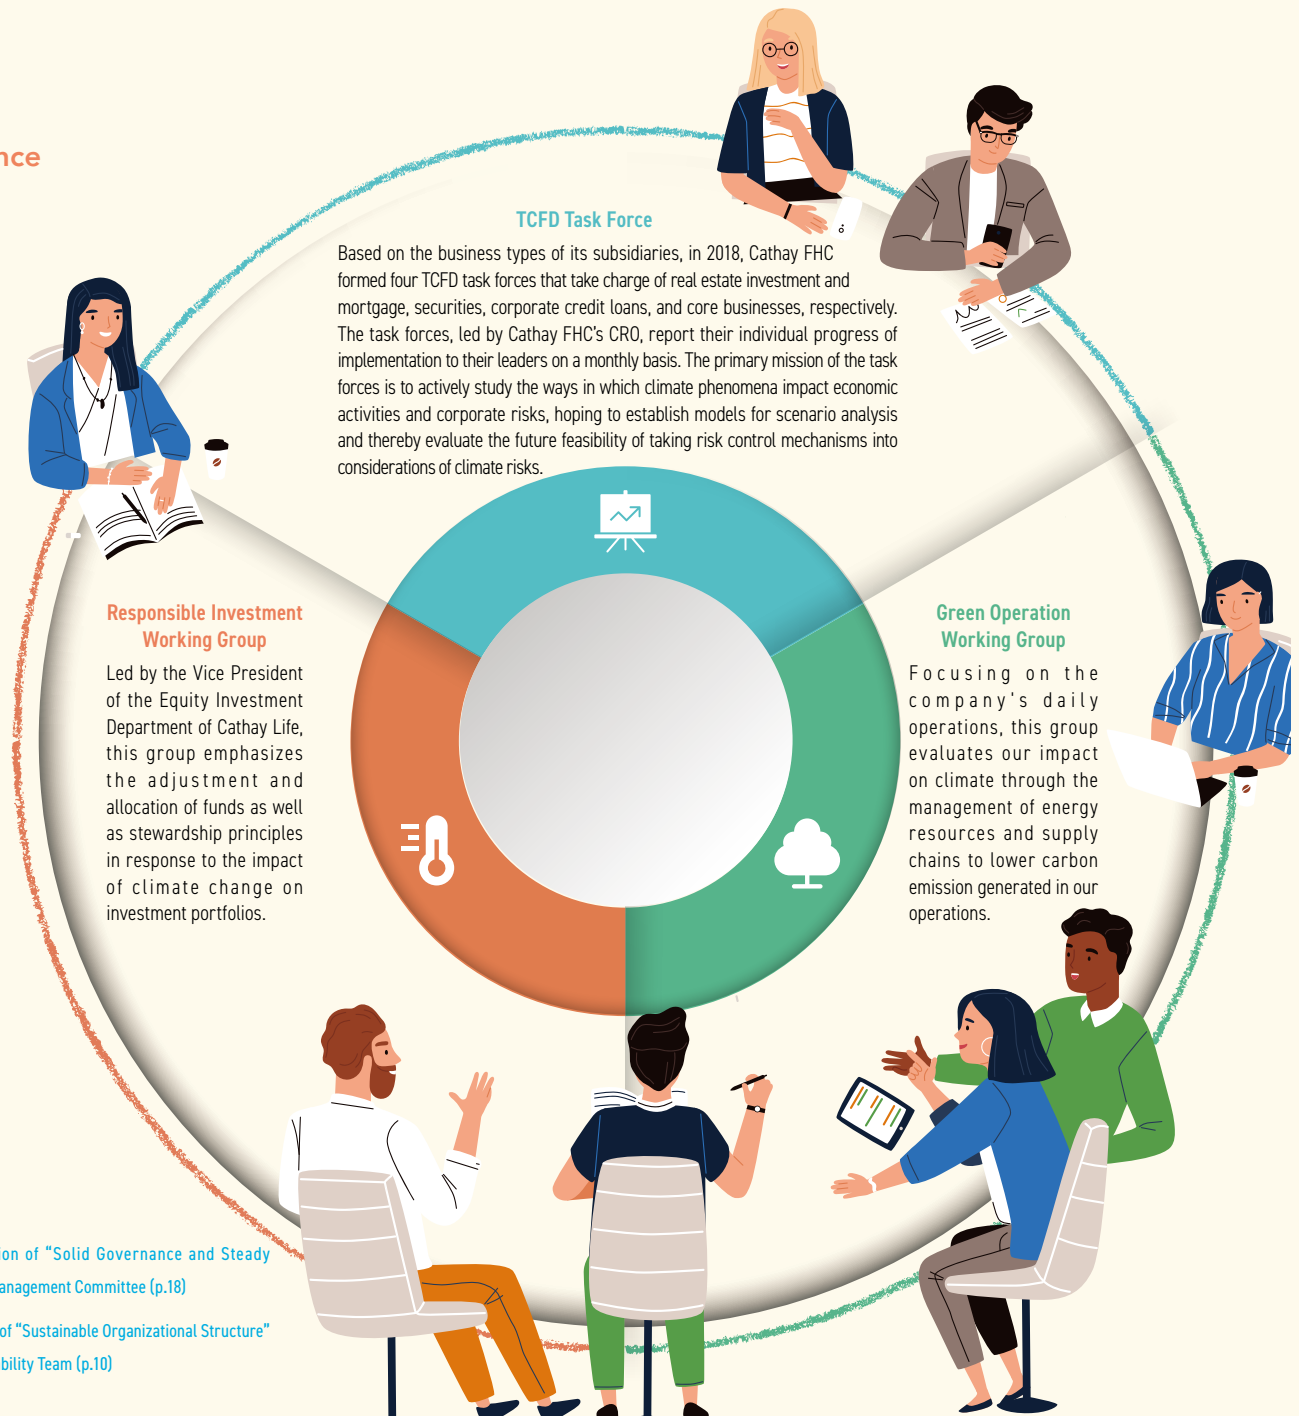 TCFD Task Force
Based on the business types of its subsidiaries, in 2018, Cathay FHC
formed four TCFD task forces that take charge of real estate investment and
mortgage, securities, corporate credit loans, and core businesses, respectively.
The task forces, led by Cathay FHC's CRO, report their individual progress of
implementation to their leaders on a monthly basis. The primary mission of the task
forces is to actively study the ways in which climate phenomena impact economic
activities and corporate risks, hoping to establish models for scenario analysis
and thereby evaluate the future feasibility of taking risk control mechanisms into
considerations of climate risks.
Responsible Investment
Working Group
Led by the Vice President
of the Equity Investment
Department of Cathay Life,
this group emphasizes
the adjustment and
allocation of funds as well
as stewardship principles
in response to the impact
of climate change on
investment portfolios.
Green Operation
Working Group
Focusing on the
company's daily
operations, this group
evaluates our impact
on climate through the
management of energy
resources and supply
chains to lower carbon
emission generated in our
operations.
of “Solid Governance and Steady
Committee (p.18)
of “Sustainable Organizational Structure”
Team (p.10)